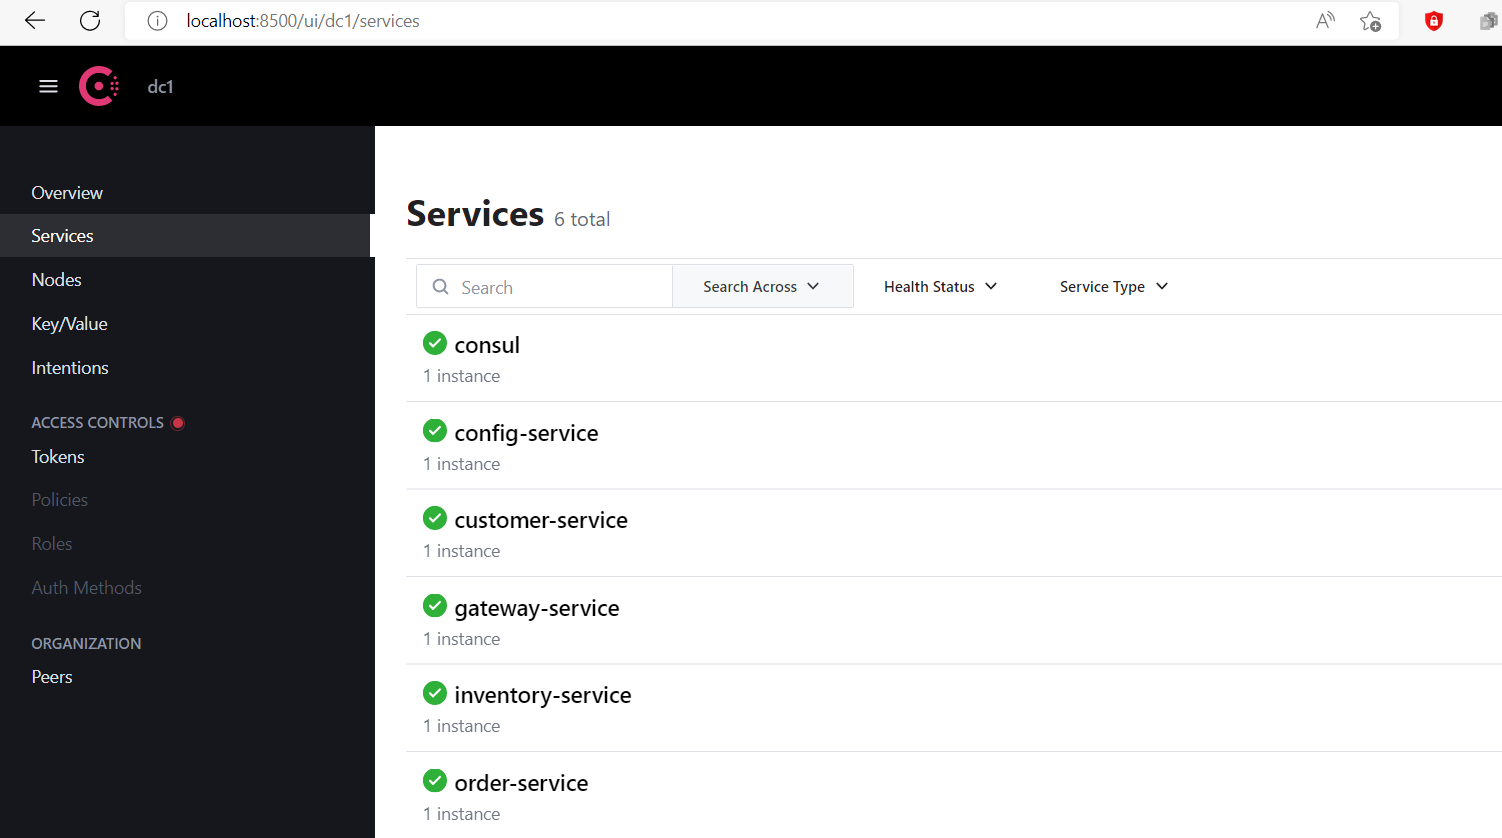 localhost:8500/ui/dc1/services
dc1
Overview
Services
Nodes
Key/Value
Intentions
ACCESS CONTROLS
Tokens
Policies
Roles
Auth Methods
ORGANIZATION
Peers
Services 6 total
Search
Search Across
Health Status
Service Type
consul
1 instance
config-service
1 instance
customer-service
1 instance
gateway-service
1 instance
inventory-service
1 instance
order-service
1 instance